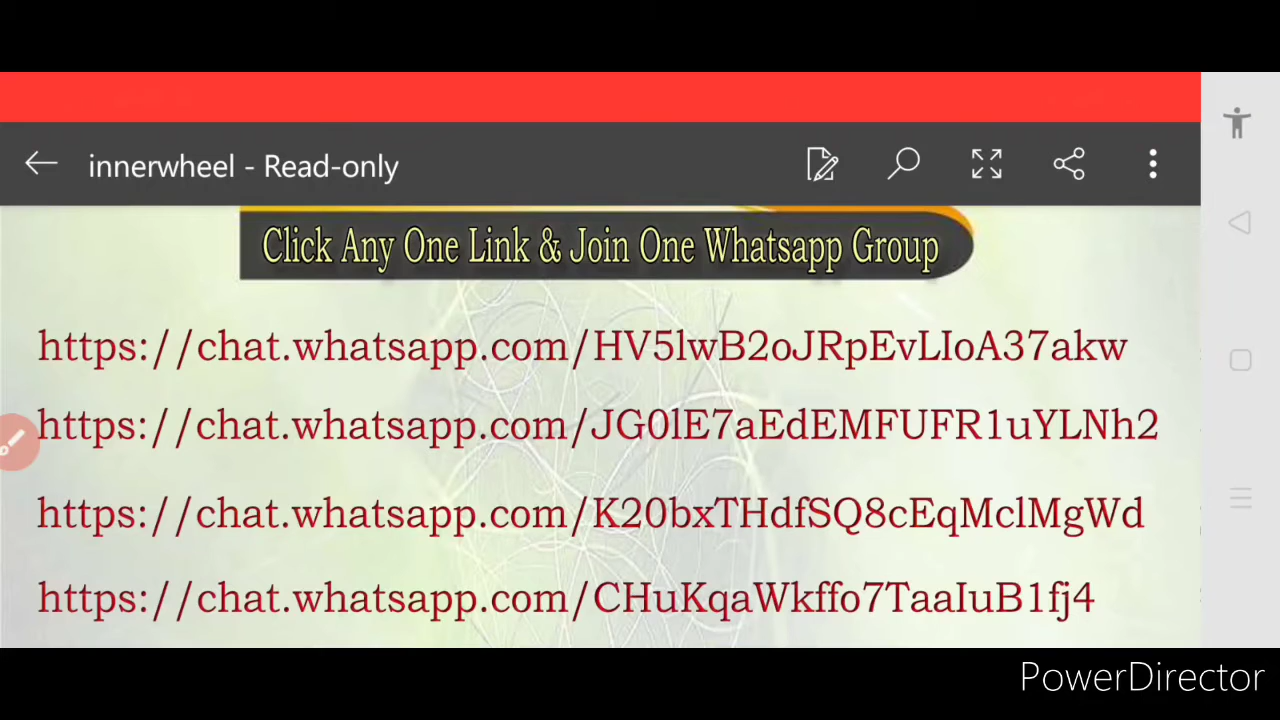 innerwheel - Read-only
Click Any One Link & Join One Whatsapp Group
https://chat.whatsapp.com/HV5lwB2oJRpEvLIoA37akw
https://chat.whatsapp.com/JG0lE7aEdEMFUFR1uYLNh2
https://chat.whatsapp.com/K20bxTHdfSQ8cEqMclMgWd
https://chat.whatsapp.com/CHuKqaWkffo7TaaIuB1fj4
PowerDirector